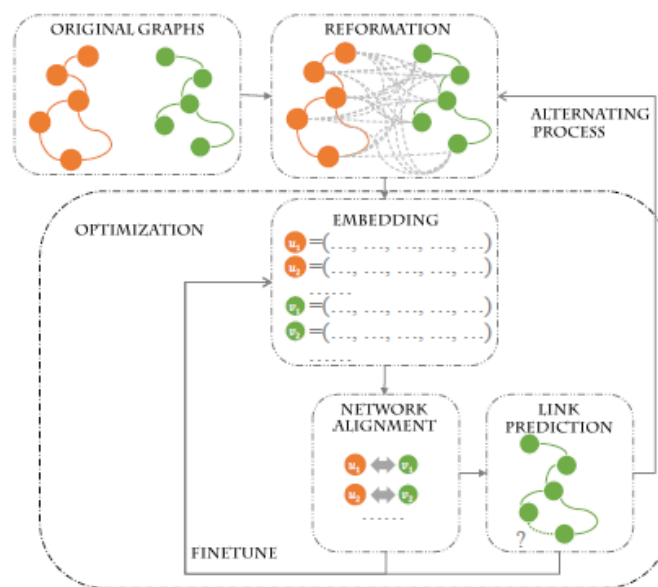 ORIGINAL GRAPHS
REFORMATION
ALTERNATING
PROCESS
OPTIMIZATION
EMBEDDING
u₁=(..., ..., ..., ..., ...)
u₂=(..., ..., ..., ..., ...)
......
v₁=(..., ..., ..., ..., ...)
v₂=(..., ..., ..., ..., ...)
......
NETWORK
ALIGNMENT
u₁ v₁
u₂ v₂
......
LINK
PREDICTION
?
FINETUNE